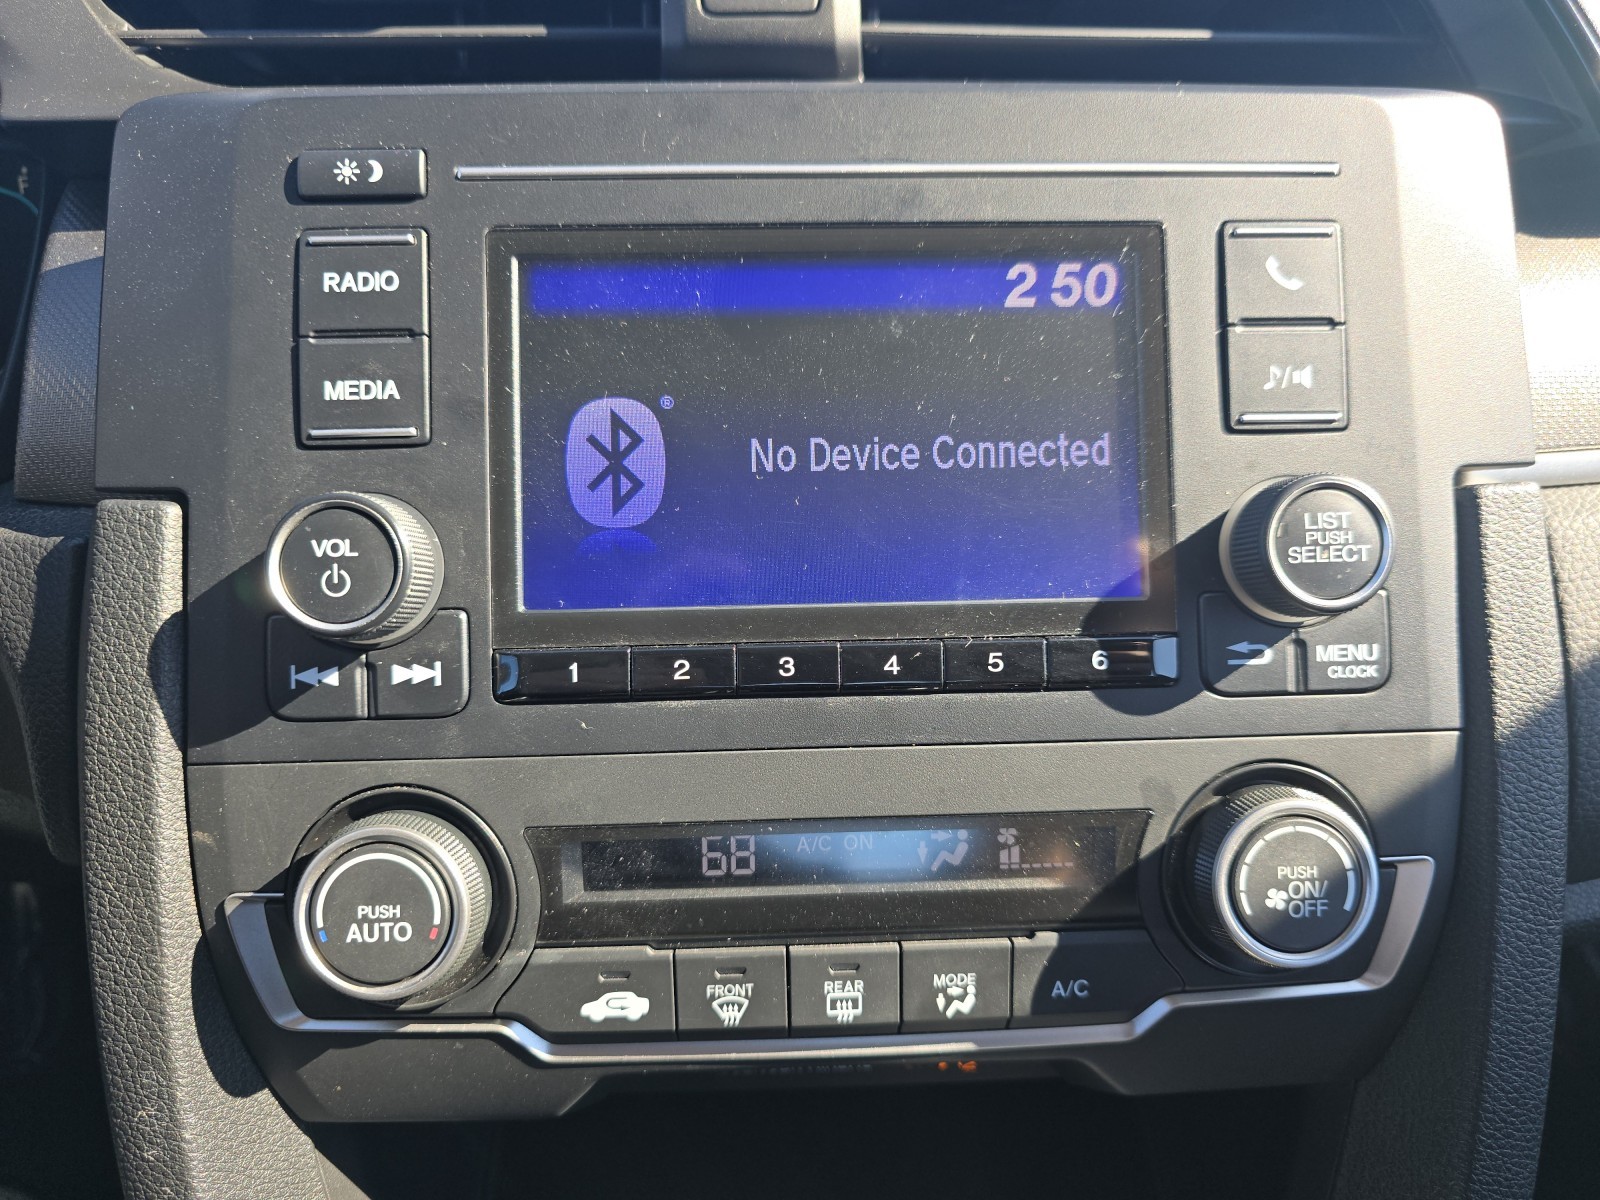 RADIO
MEDIA
2 50
®
No Device Connected
VOL
LIST
PUSH
SELECT
1 2 3 4 5 6
MENU
CLOCK
68 A/C ON
PUSH
AUTO
PUSH
ON/
OFF
FRONT
REAR
MODE
A/C